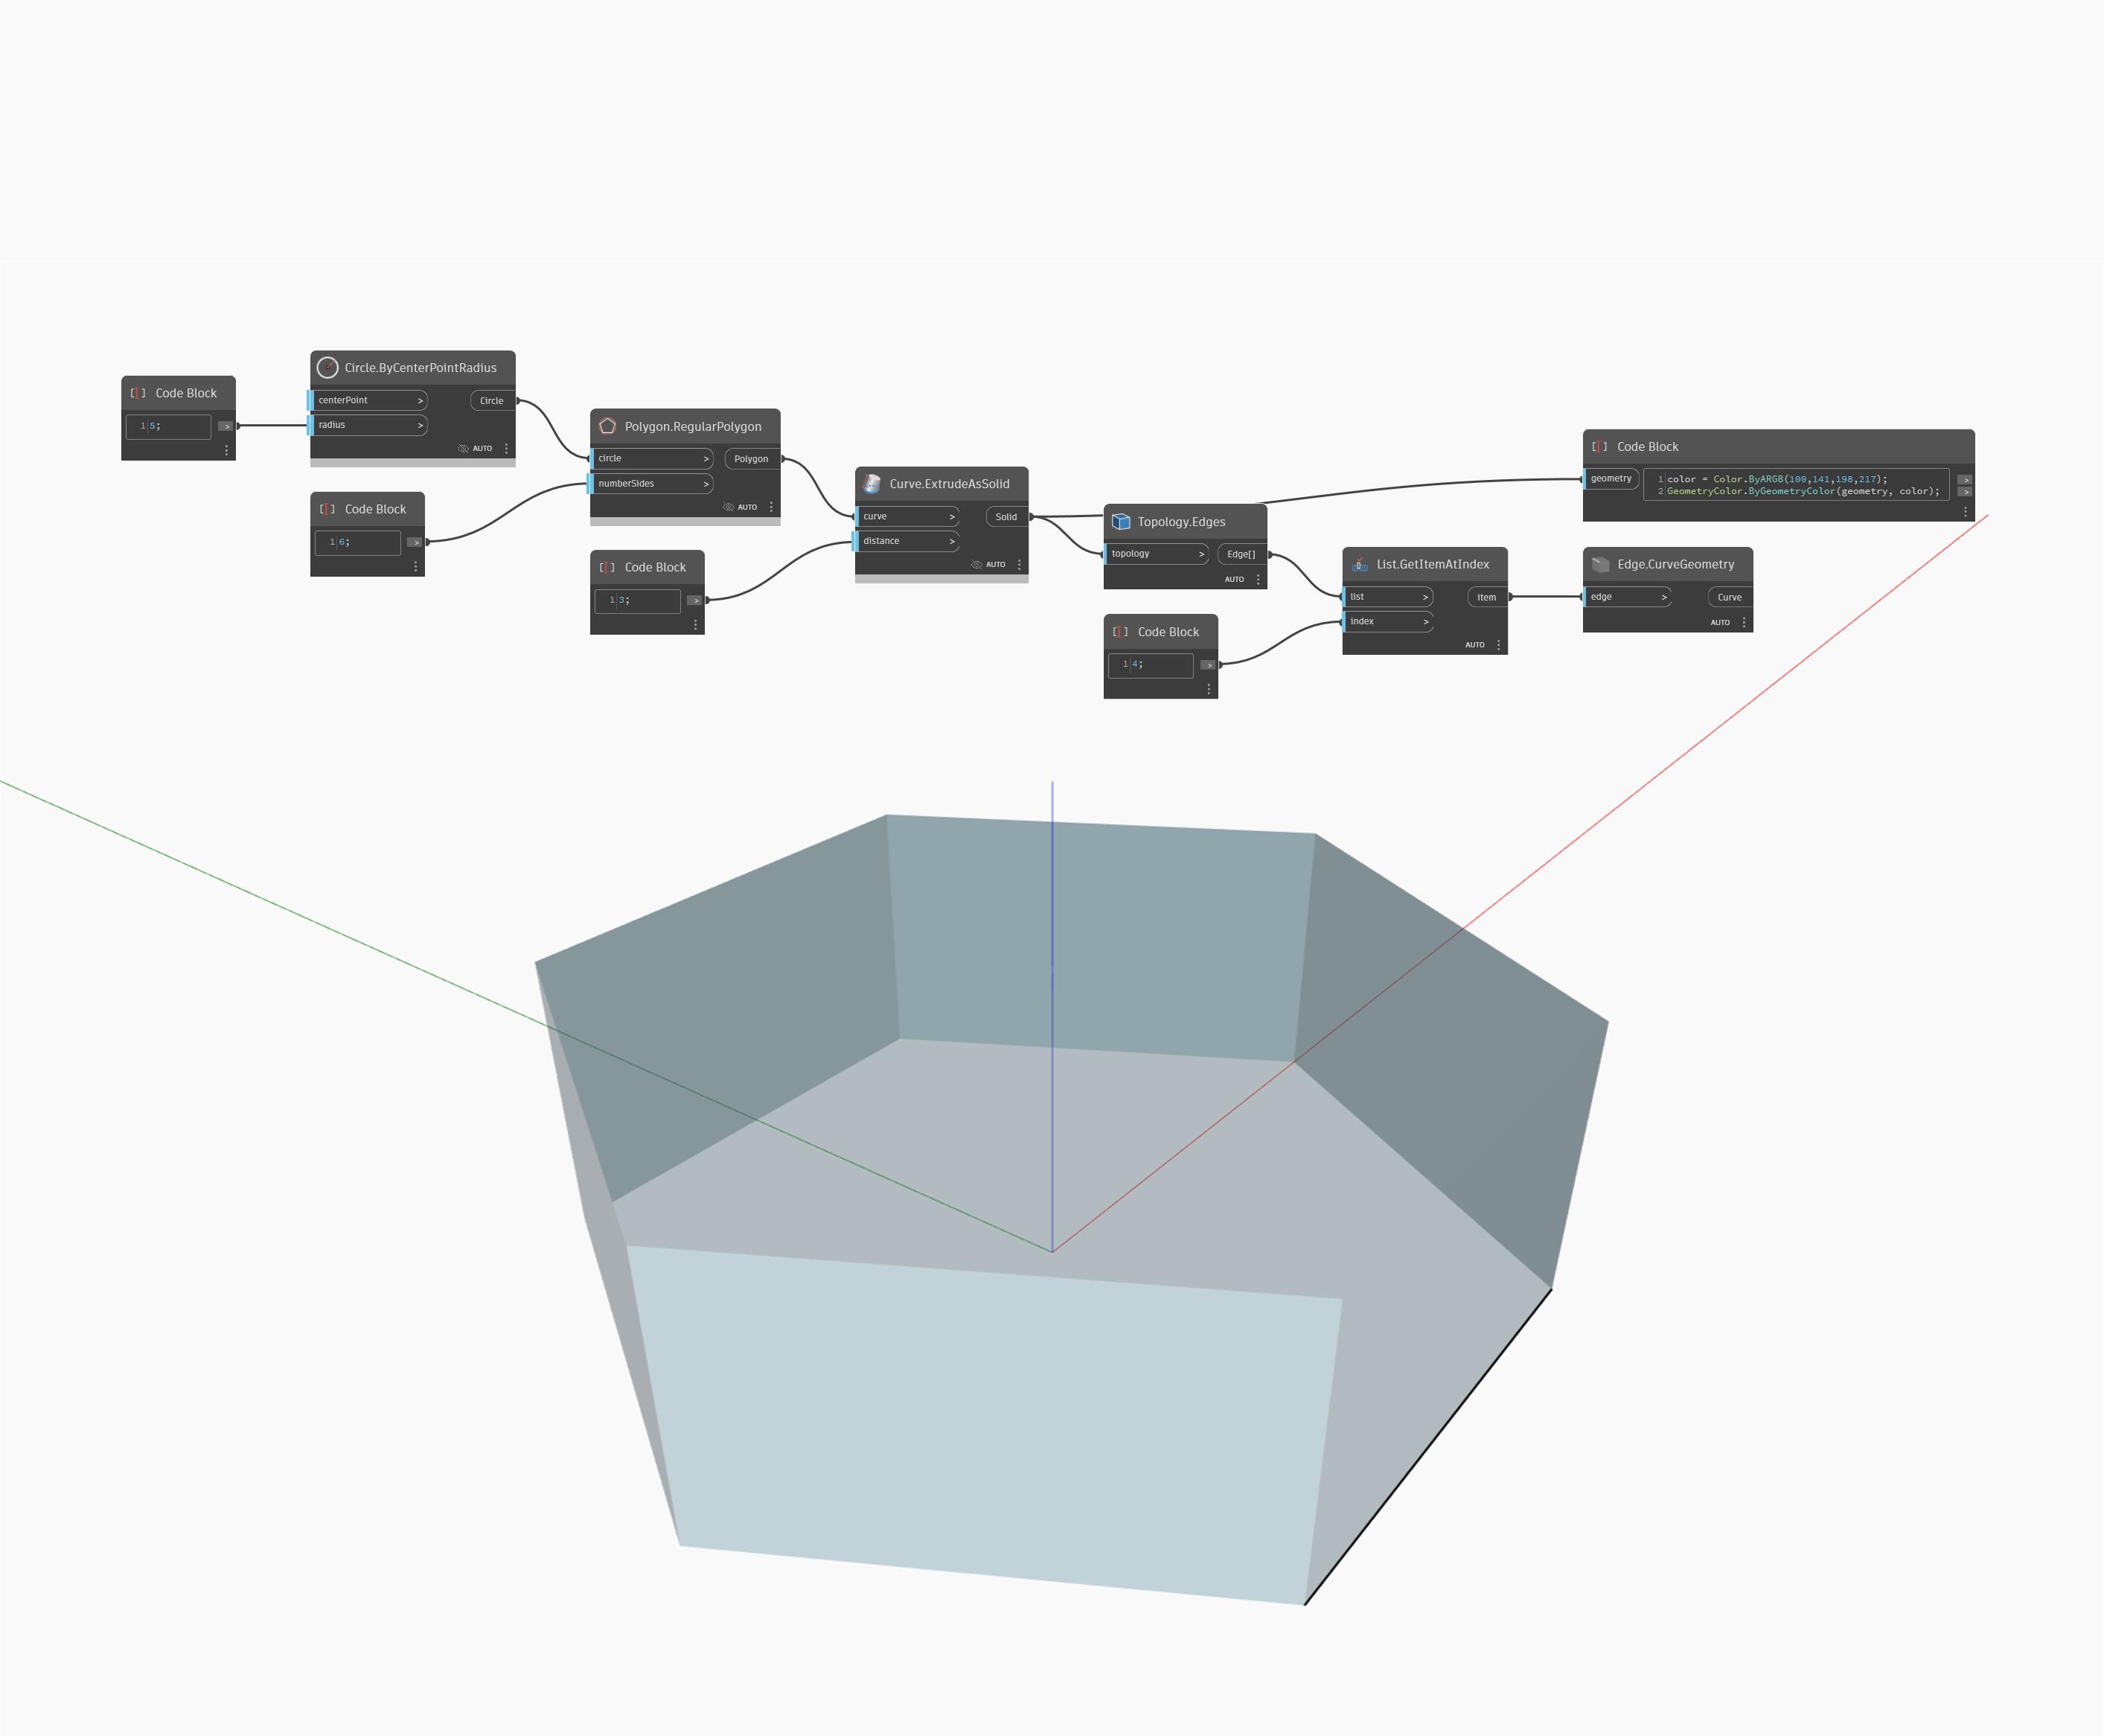 Code Block
1 5;
>
Circle.ByCenterPointRadius
centerPoint > Circle
radius >
AUTO
Code Block
1 6;
>
Polygon.RegularPolygon
circle > Polygon
numberSides >
AUTO
Code Block
1 3;
>
Curve.ExtrudeAsSolid
curve > Solid
distance >
AUTO
Topology.Edges
topology > Edge[]
AUTO
Code Block
1 4;
>
List.GetItemAtIndex
list > item
index >
AUTO
Code Block
geometry
1 color = Color.ByARGB(100,141,198,217); >
2 GeometryColor.ByGeometryColor(geometry, color); >
Edge.CurveGeometry
edge > Curve
AUTO